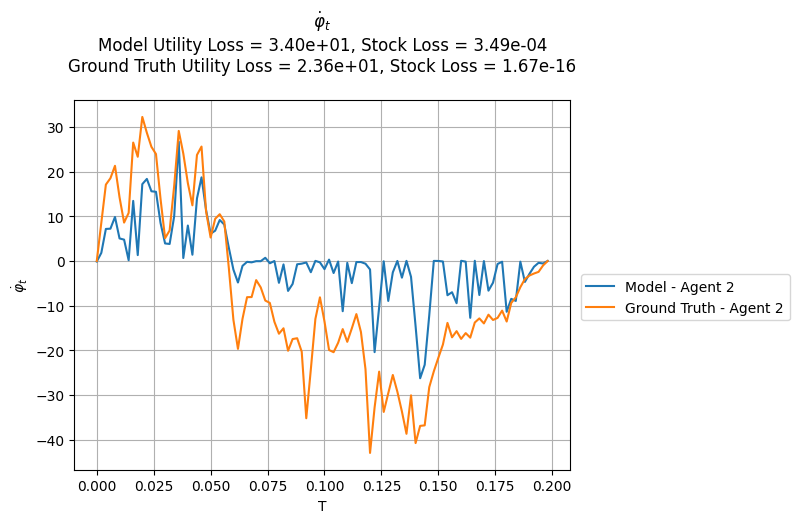 φ̇ₜ
Model Utility Loss = 3.40e+01, Stock Loss = 3.49e-04
Ground Truth Utility Loss = 2.36e+01, Stock Loss = 1.67e-16
φ̇ₜ
30
20
10
0
−10
−20
−30
−40
0.000 0.025 0.050 0.075 0.100 0.125 0.150 0.175 0.200
T
Model - Agent 2
Ground Truth - Agent 2